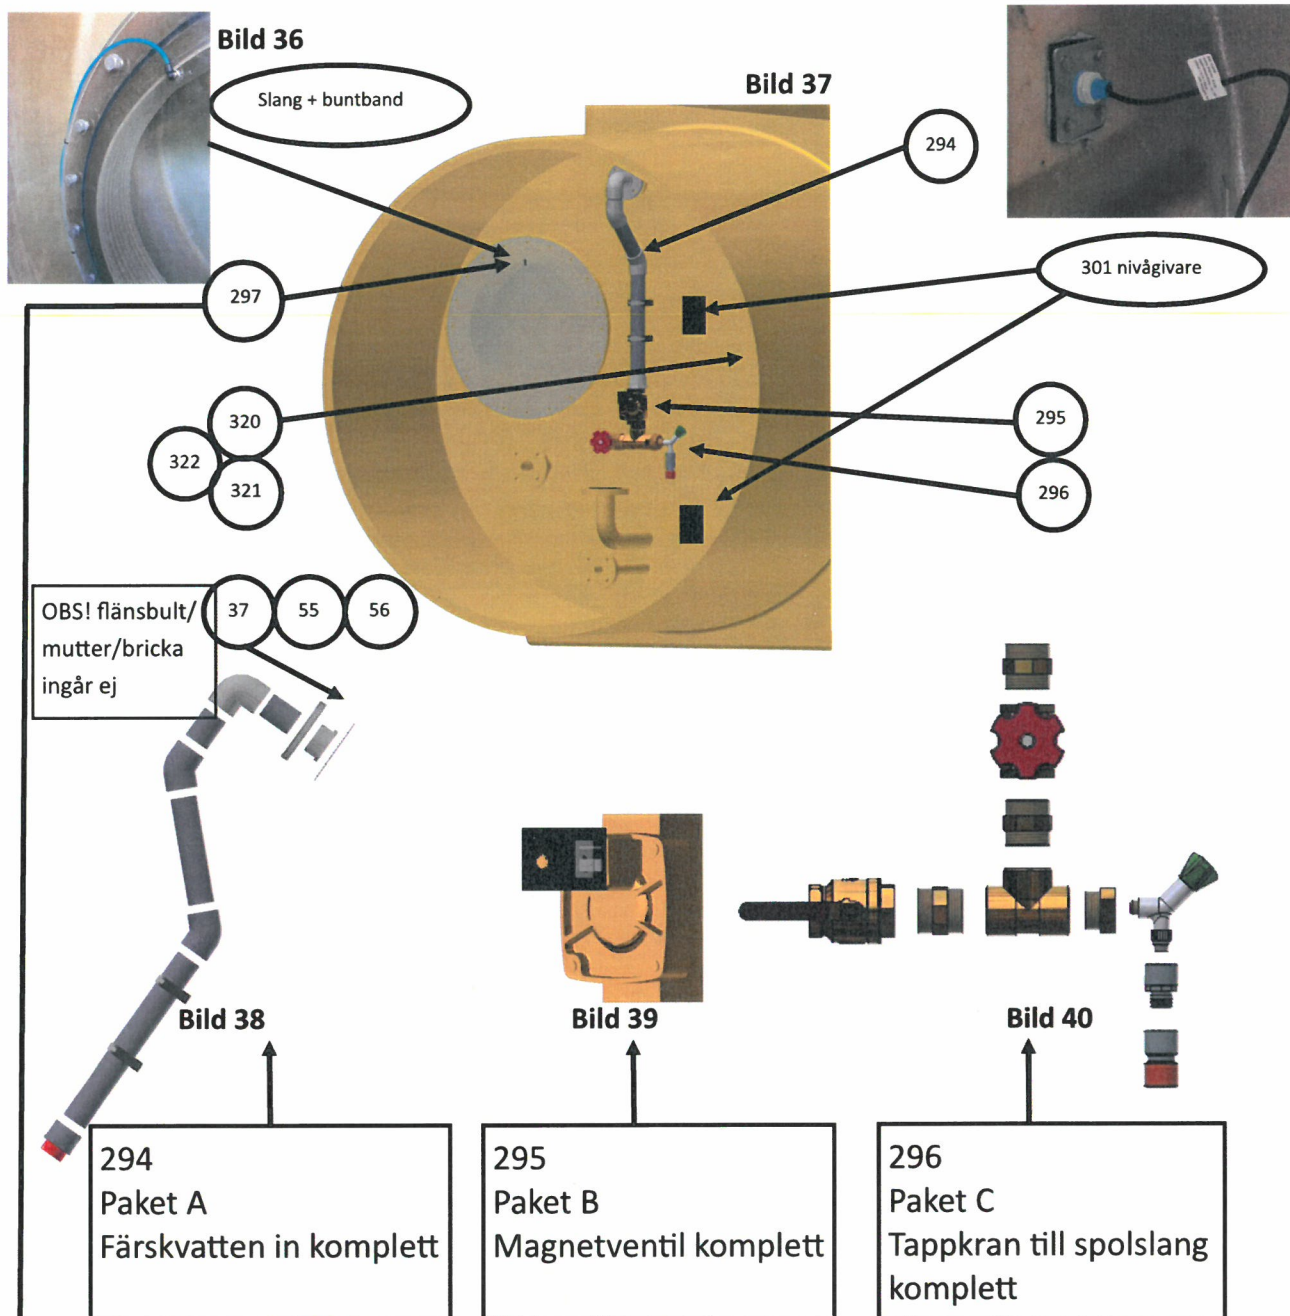 Bild 36
Slang + buntband
Bild 37
294
301 nivågivare
297
320
322
321
295
296
OBS! flänsbult/
mutter/bricka
ingår ej
37
55
56
Bild 38
Bild 39
Bild 40
294
Paket A
Färskvatten in komplett
295
Paket B
Magnetventil komplett
296
Paket C
Tappkran till spolslang
komplett